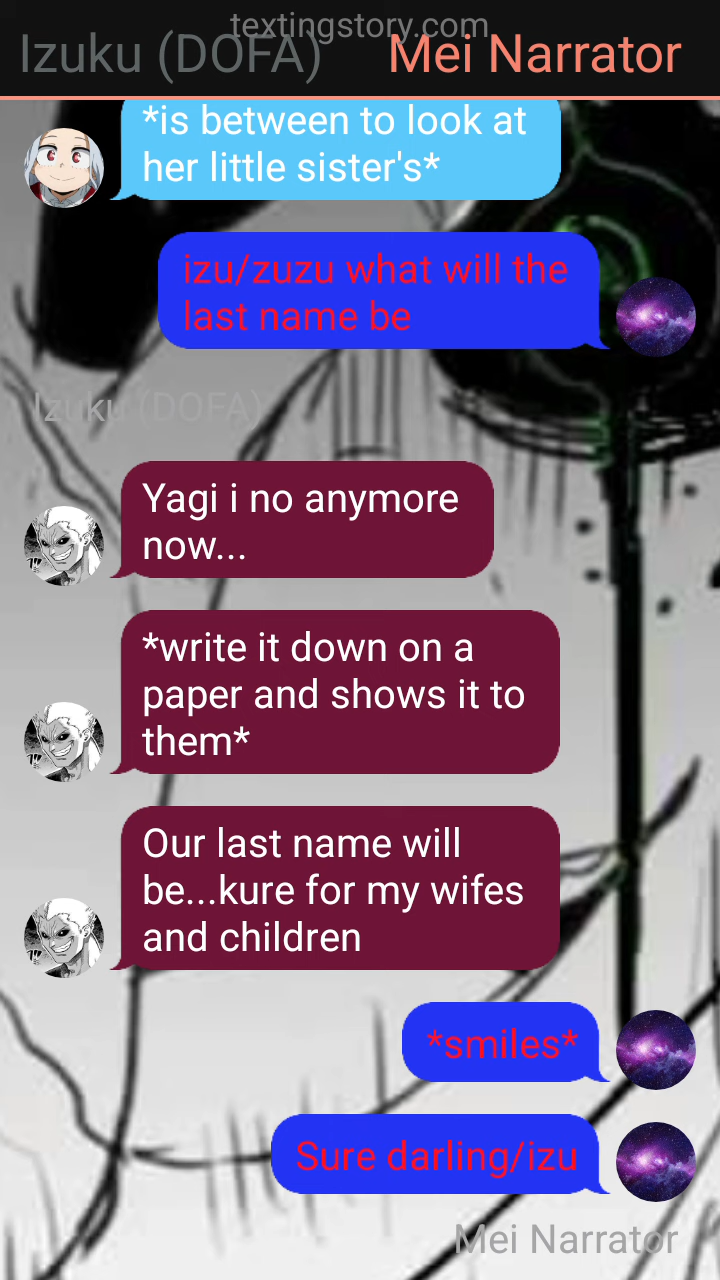 textingstory.com
Izuku (DOFA) Mei Narrator
*is between to look at
her little sister's*
izu/zuzu what will the
last name be
Izuku (DOFA)
Yagi i no anymore
now...
*write it down on a
paper and shows it to
them*
Our last name will
be...kure for my wifes
and children
*smiles*
Sure darling/izu
Mei Narrator